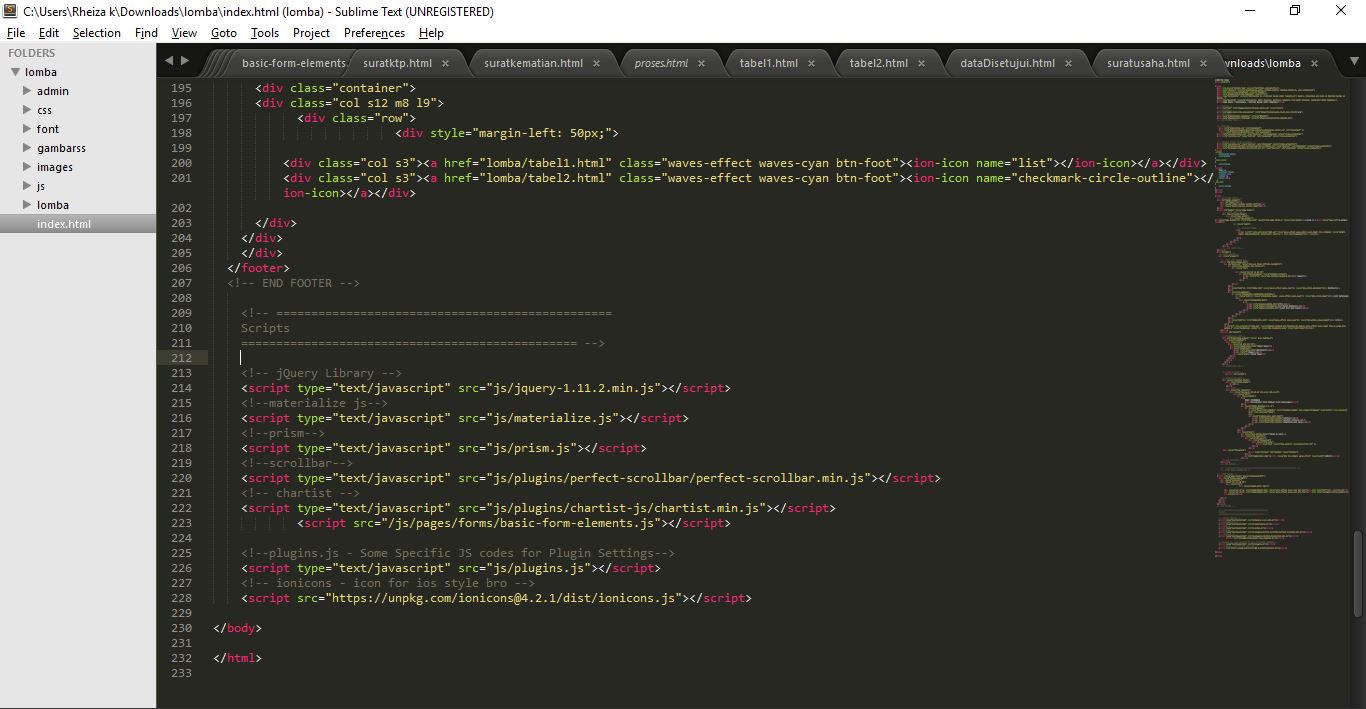 C:\Users\Rheiza k\Downloads\lomba\index.html (lomba) - Sublime Text (UNREGISTERED)
File Edit Selection Find View Goto Tools Project Preferences Help
FOLDERS
lomba
admin
css
font
gambarss
images
js
lomba
index.html
basic-form-elements. suratktp.html × suratkematian.html × proses.html × tabel1.html × tabel2.html × dataDisetujui.html × suratusaha.html × wnloads\lomba ×
195 <div class="container">
196 <div class="col s12 m8 l9">
197 <div class="row">
198 <div style="margin-left: 50px;">
199
200 <div class="col s3"><a href="lomba/tabel1.html" class="waves-effect waves-cyan btn-foot"><ion-icon name="list"></ion-icon></a></div>
201 <div class="col s3"><a href="lomba/tabel2.html" class="waves-effect waves-cyan btn-foot"><ion-icon name="checkmark-circle-outline"></
ion-icon></a></div>
202
203 </div>
204 </div>
205 </div>
206 </footer>
207 <!-- END FOOTER -->
208
209 <!-- ================================================
210 Scripts
211 ================================================ -->
212
213 <!-- jQuery Library -->
214 <script type="text/javascript" src="js/jquery-1.11.2.min.js"></script>
215 <!--materialize js-->
216 <script type="text/javascript" src="js/materialize.js"></script>
217 <!--prism-->
218 <script type="text/javascript" src="js/prism.js"></script>
219 <!--scrollbar-->
220 <script type="text/javascript" src="js/plugins/perfect-scrollbar/perfect-scrollbar.min.js"></script>
221 <!-- chartist -->
222 <script type="text/javascript" src="js/plugins/chartist-js/chartist.min.js"></script>
223 <script src="/js/pages/forms/basic-form-elements.js"></script>
224
225 <!--plugins.js - Some Specific JS codes for Plugin Settings-->
226 <script type="text/javascript" src="js/plugins.js"></script>
227 <!-- ionicons - icon for ios style bro -->
228 <script src="https://unpkg.com/ionicons@4.2.1/dist/ionicons.js"></script>
229
230 </body>
231
232 </html>
233